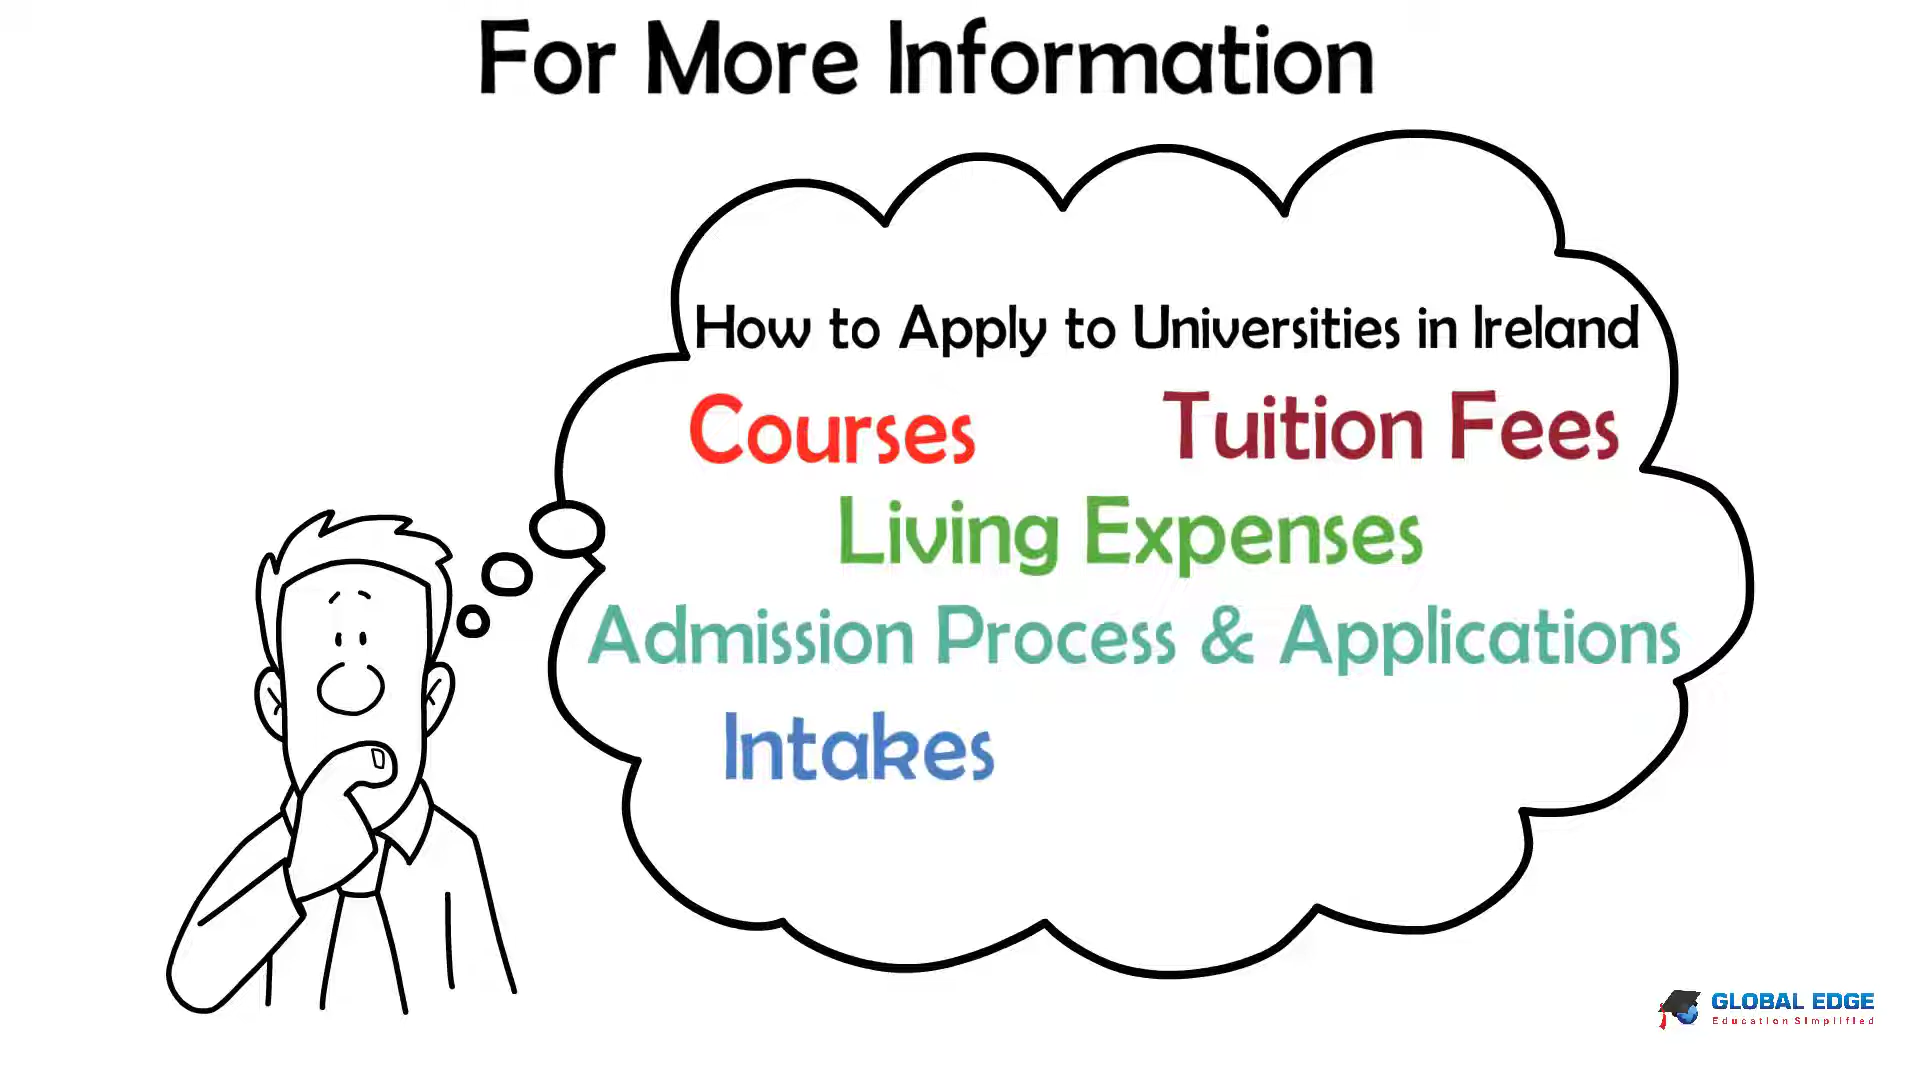 For More Information
How to Apply to Universities in Ireland
Courses Tuition Fees
Living Expenses
Admission Process & Applications
Intakes
GLOBAL EDGE
Education Simplified